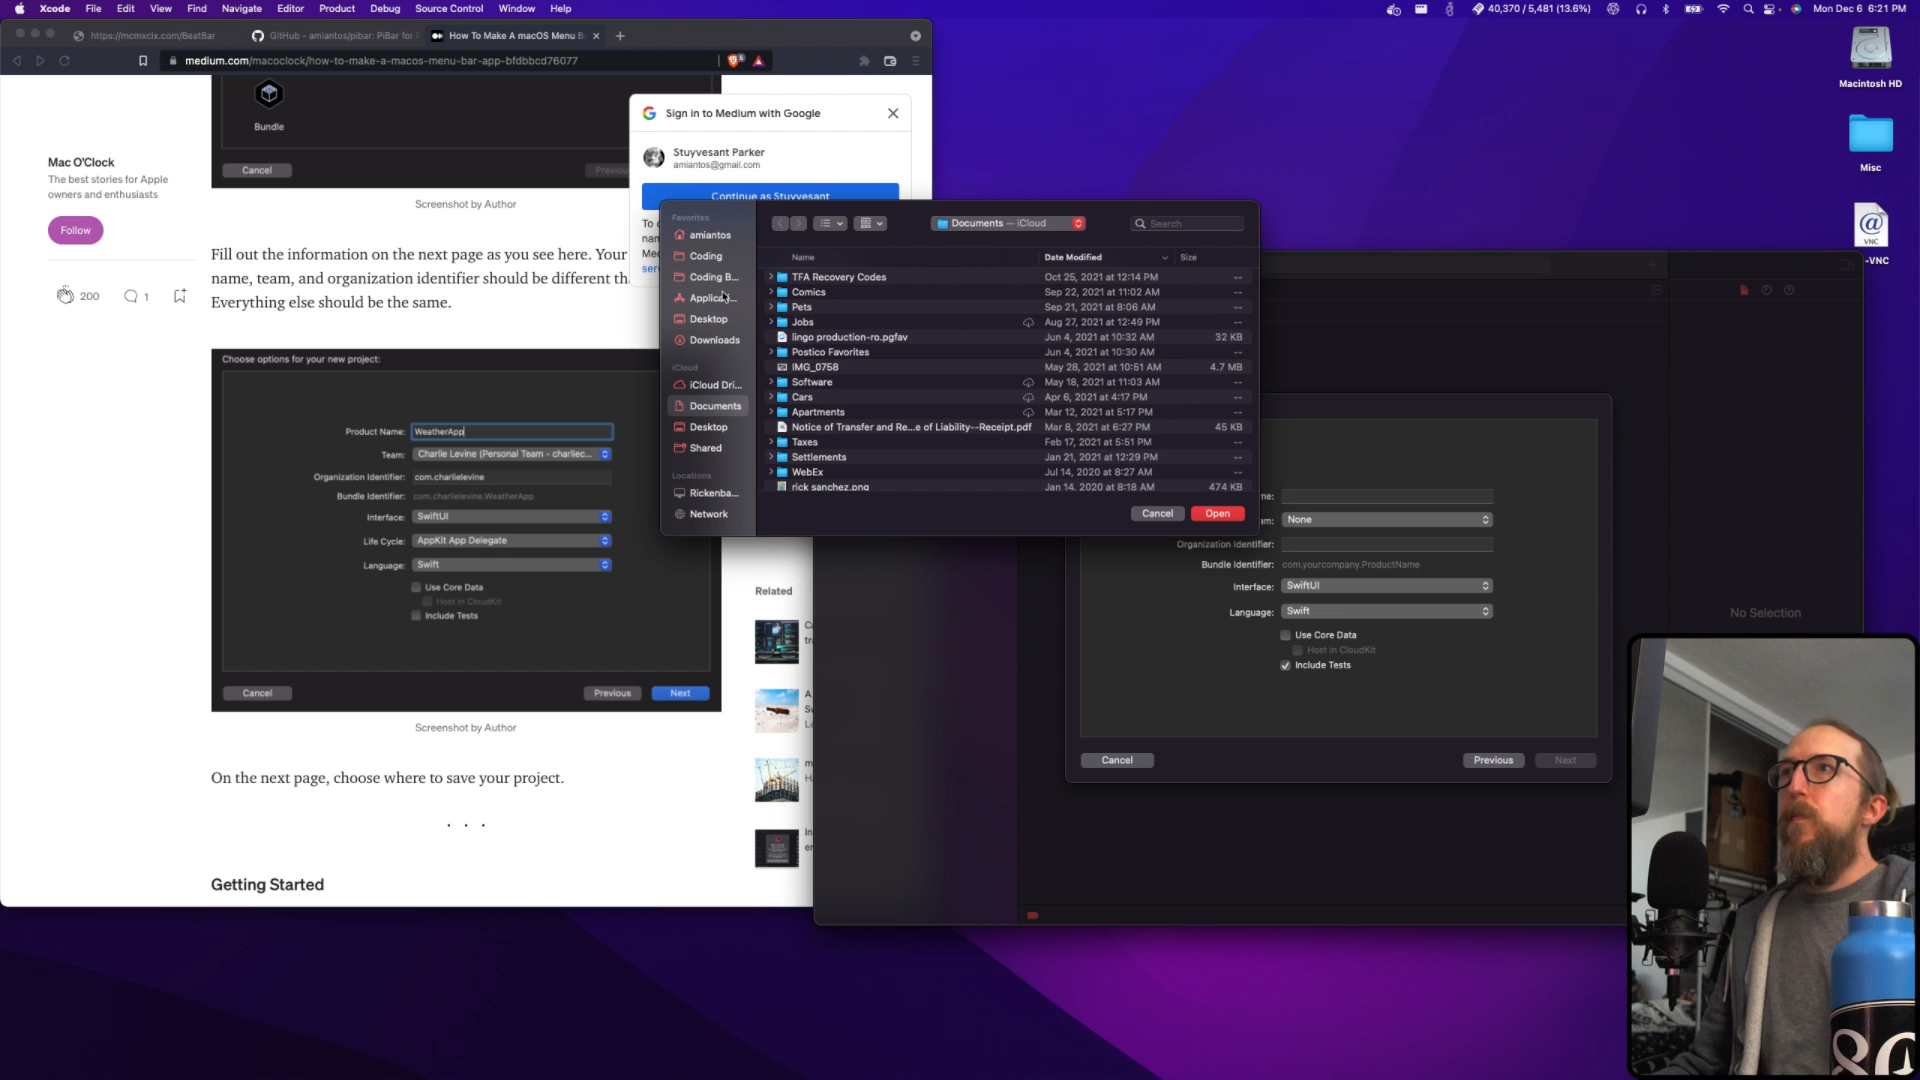 Xcode File Edit View Find Navigate Editor Product Debug Source Control Window Help
40,370 / 5,481 (13.6%) Mon Dec 6 6:21 PM
https://mcmxcix.com/BeatBar
GitHub - amiantos/pibar: PiBar for
How To Make A macOS Menu B
medium.com/macoclock/how-to-make-a-macos-menu-bar-app-bfdbbcd76077
Macintosh HD
Misc
@
VNC
-VNC
Bundle
Cancel
Previou
Screenshot by Author
Mac O'Clock
The best stories for Apple
owners and enthusiasts
Follow
200
1
Sign in to Medium with Google
Stuyvesant Parker
amiantos@gmail.com
Continue as Stuyvesant
Fill out the information on the next page as you see here. Your
name, team, and organization identifier should be different th
Everything else should be the same.
Choose options for your new project:
Product Name: WeatherApp
Team: Charlie Levine (Personal Team - charliec...
Organization Identifier: com.charlielevine
Bundle Identifier: com.charlielevine.WeatherApp
Interface: SwiftUI
Life Cycle: AppKit App Delegate
Language: Swift
Use Core Data
Host in CloudKit
Include Tests
Cancel
Previous
Next
Screenshot by Author
On the next page, choose where to save your project.
. . .
Getting Started
Related
Favorites
amiantos
Coding
Coding B...
Applicati...
Desktop
Downloads
iCloud
iCloud Dri...
Documents
Desktop
Shared
Locations
Rickenba...
Network
Documents — iCloud
Search
Name Date Modified Size
TFA Recovery Codes Oct 25, 2021 at 12:14 PM --
Comics Sep 22, 2021 at 11:02 AM --
Pets Sep 21, 2021 at 8:06 AM --
Jobs Aug 27, 2021 at 12:49 PM --
lingo production-ro.pgfav Jun 4, 2021 at 10:32 AM 32 KB
Postico Favorites Jun 4, 2021 at 10:30 AM --
IMG_0758 May 28, 2021 at 10:51 AM 4.7 MB
Software May 18, 2021 at 11:03 AM --
Cars Apr 6, 2021 at 4:17 PM --
Apartments Mar 12, 2021 at 5:17 PM --
Notice of Transfer and Re...e of Liability--Receipt.pdf Mar 8, 2021 at 6:27 PM 45 KB
Taxes Feb 17, 2021 at 5:51 PM --
Settlements Jan 21, 2021 at 12:29 PM --
WebEx Jul 14, 2020 at 8:27 AM --
rick sanchez.png Jan 14, 2020 at 8:18 AM 474 KB
Cancel
Open
me:
am: None
Organization Identifier:
Bundle Identifier: com.yourcompany.ProductName
Interface: SwiftUI
Language: Swift
Use Core Data
Host in CloudKit
Include Tests
Cancel
Previous
Next
No Selection